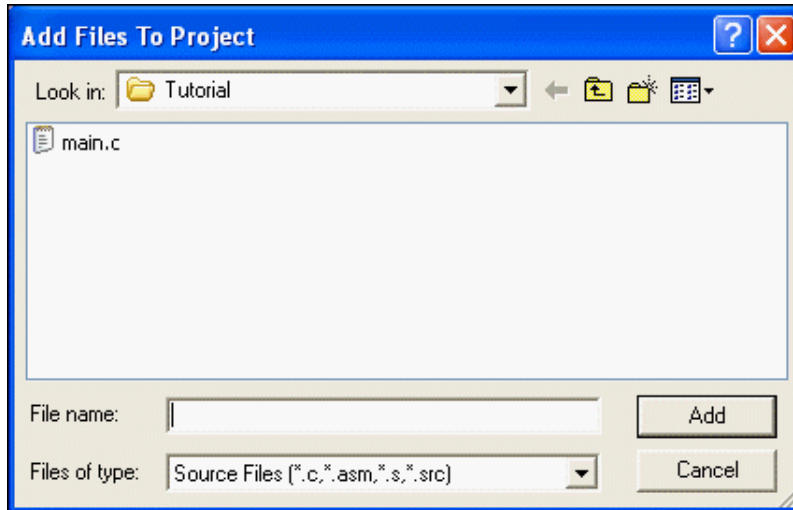 Add Files To Project
Look in: Tutorial
main.c
File name: Add
Files of type: Source Files (*.c,*.asm,*.s,*.src) Cancel